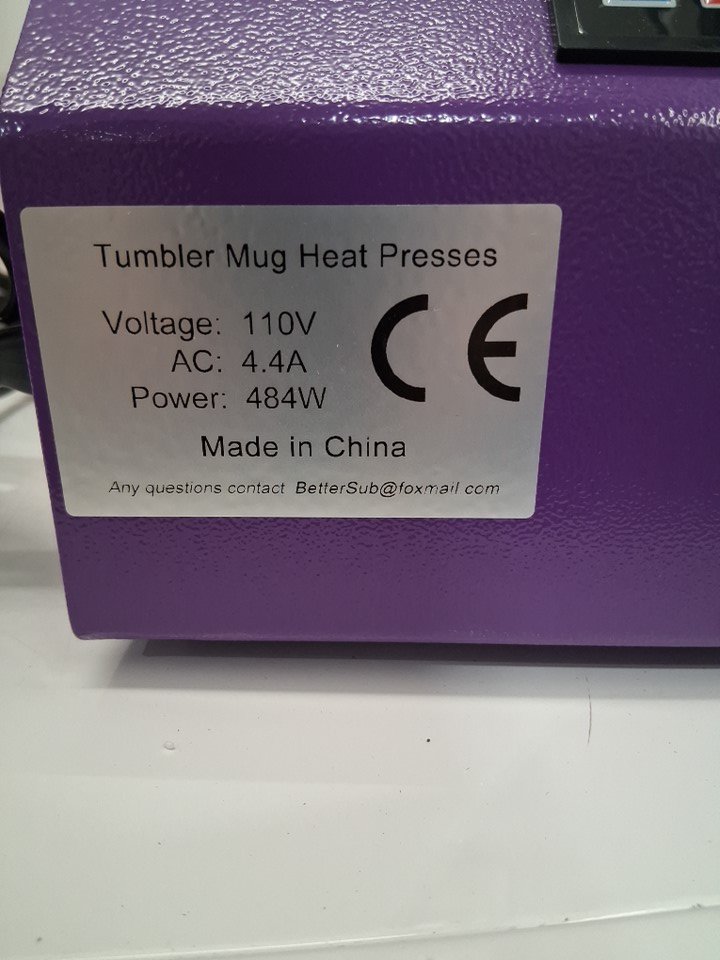 Tumbler Mug Heat Presses
Voltage: 110V
AC: 4.4A
Power: 484W
CE
Made in China
Any questions contact BetterSub@foxmail.com